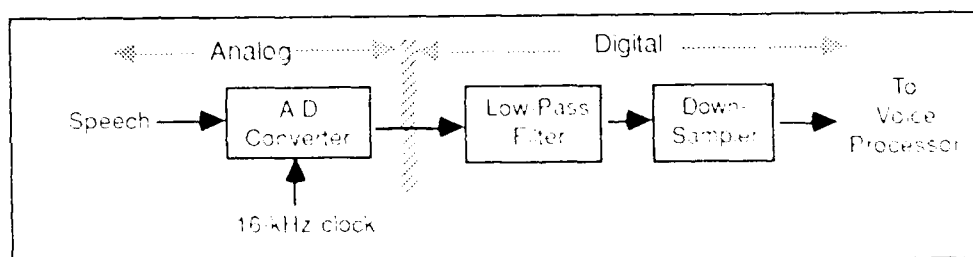 Analog
Digital
Speech
A D
Converter
Low-Pass
Filter
Down-
Sampler
To
Voice
Processor
16-kHz clock